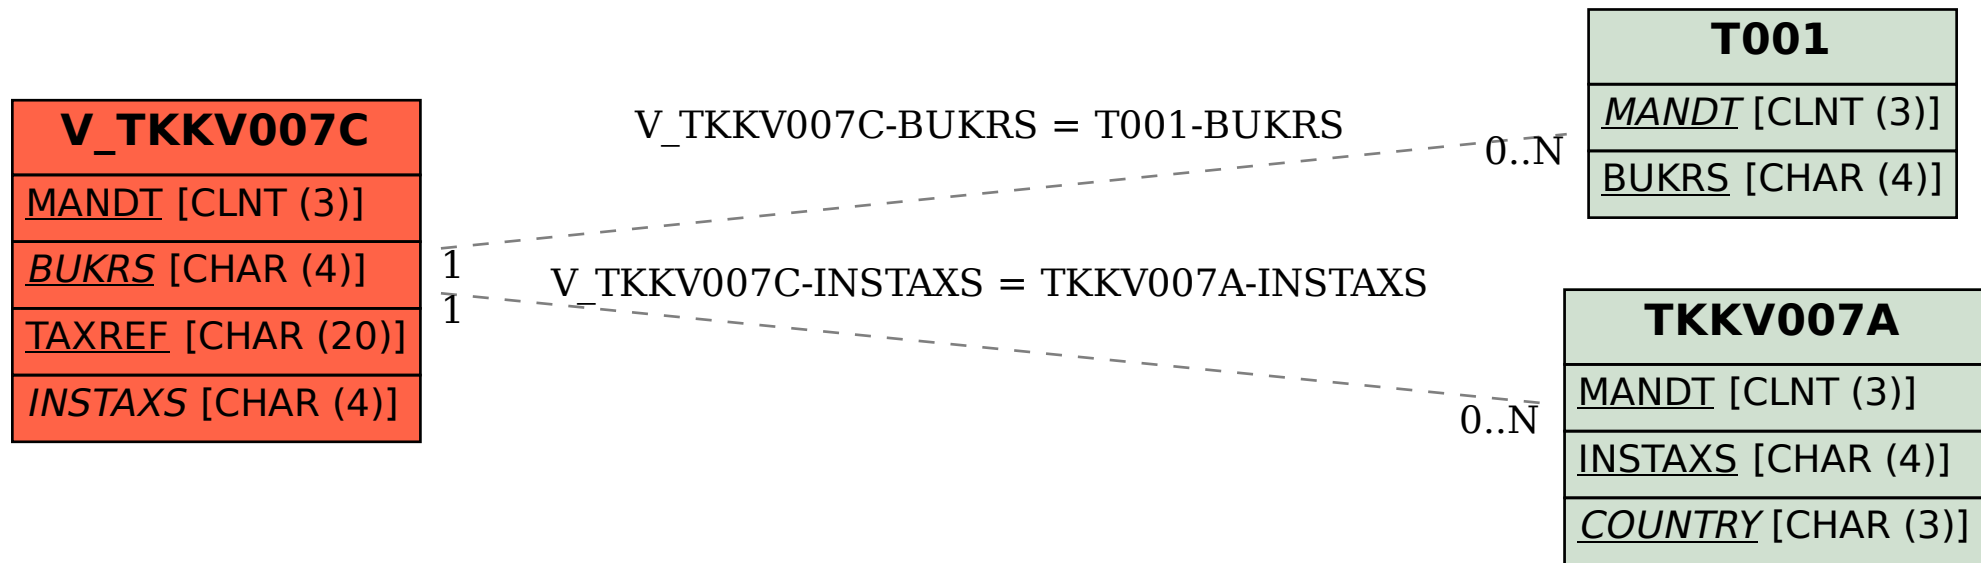 V_TKKV007C
MANDT [CLNT (3)]
BUKRS [CHAR (4)]
TAXREF [CHAR (20)]
INSTAXS [CHAR (4)]
V_TKKV007C-BUKRS = T001-BUKRS
0..N
1
V_TKKV007C-INSTAXS = TKKV007A-INSTAXS
1
0..N
T001
MANDT [CLNT (3)]
BUKRS [CHAR (4)]
TKKV007A
MANDT [CLNT (3)]
INSTAXS [CHAR (4)]
COUNTRY [CHAR (3)]